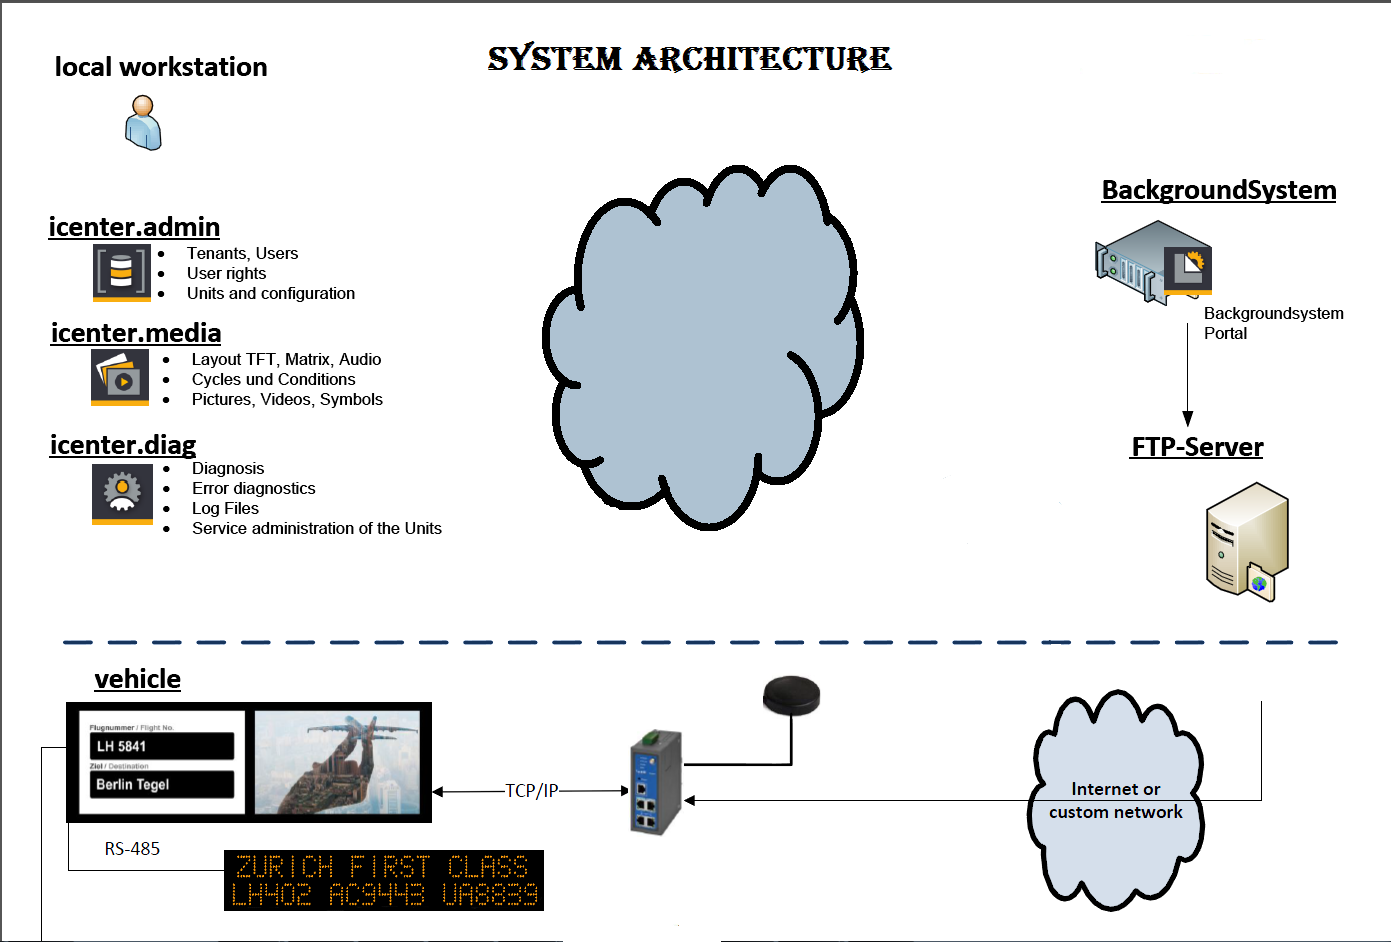 SYSTEM ARCHITECTURE
local workstation
icenter.admin
• Tenants, Users
• User rights
• Units and configuration
icenter.media
• Layout TFT, Matrix, Audio
• Cycles und Conditions
• Pictures, Videos, Symbols
icenter.diag
• Diagnosis
• Error diagnostics
• Log Files
• Service administration of the Units
BackgroundSystem
Backgroundsystem
Portal
FTP-Server
vehicle
Flugnummer / Flight No.
LH 5841
Ziel / Destination
Berlin Tegel
TCP/IP
RS-485
ZURICH FIRST CLASS
LH402 AC9443 UA8839
Internet or
custom network